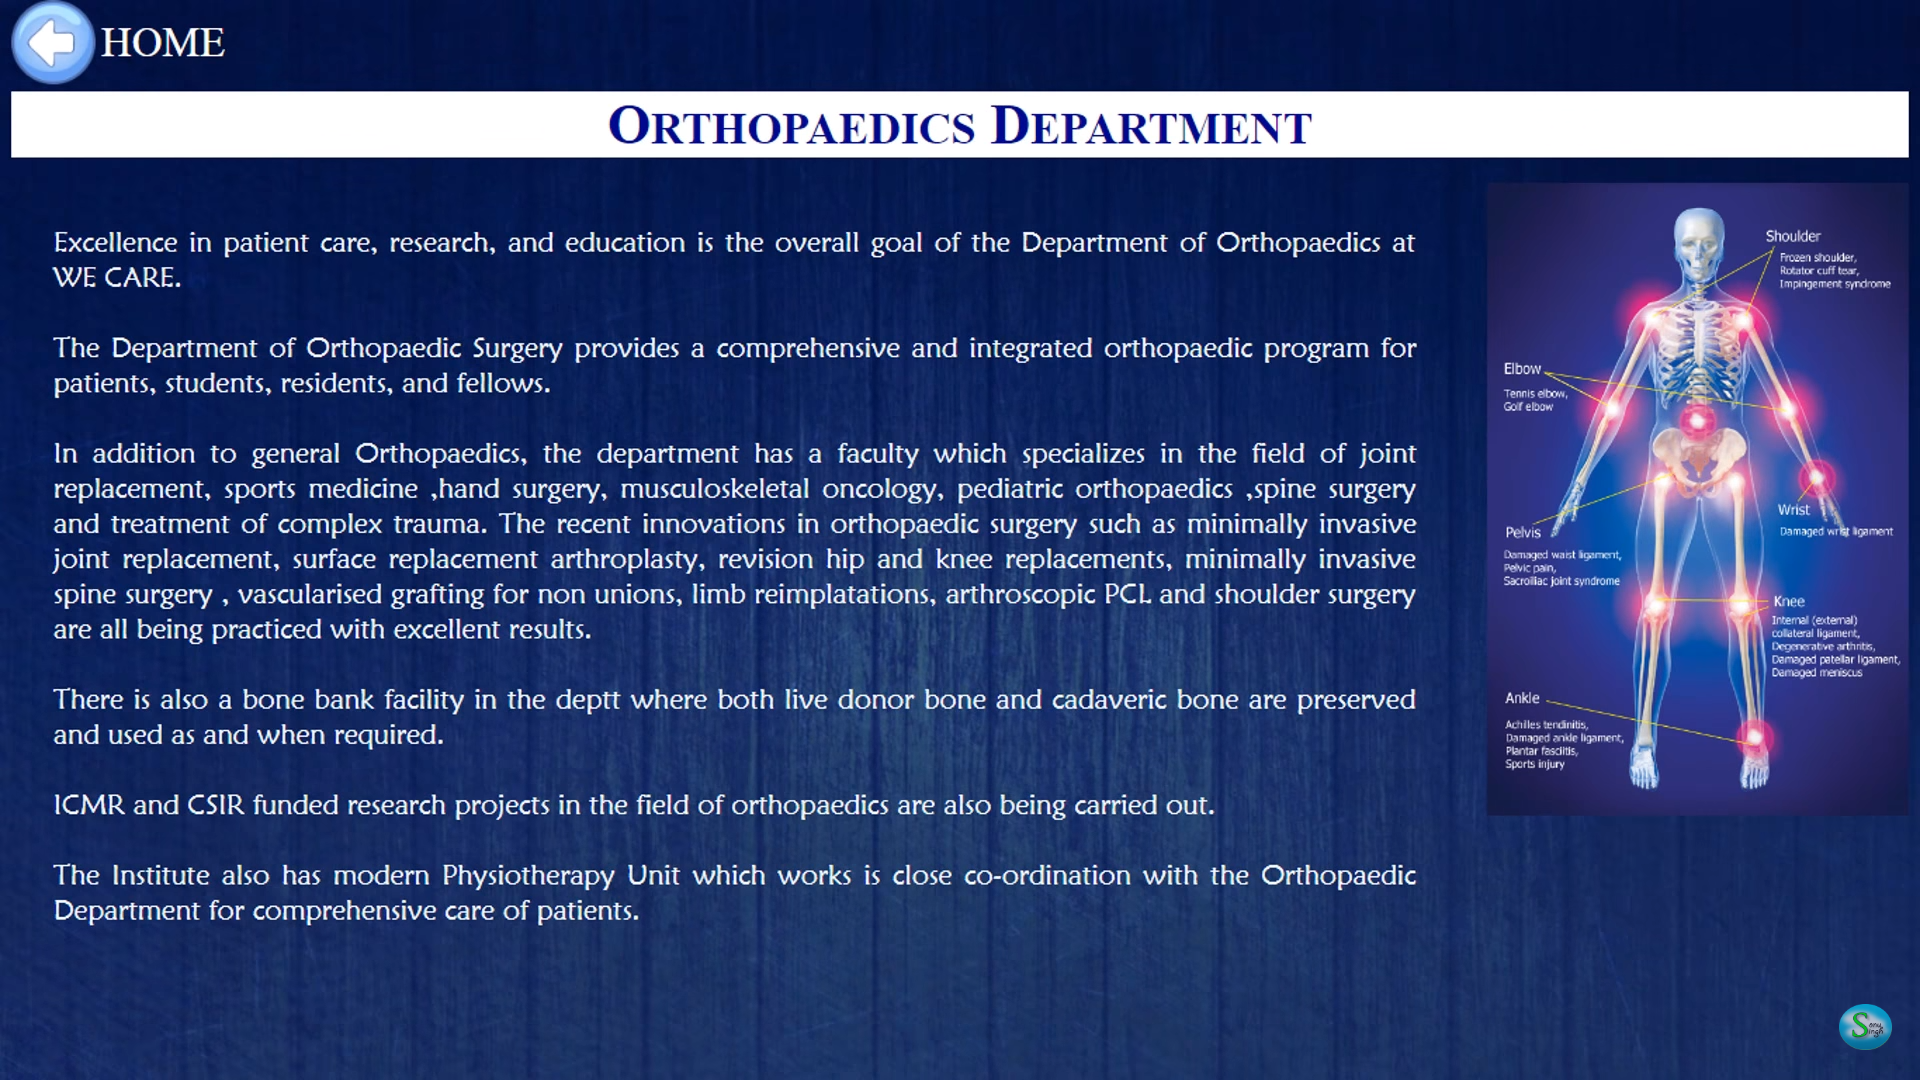 HOME
ORTHOPAEDICS DEPARTMENT
Excellence in patient care, research, and education is the overall goal of the Department of Orthopaedics at
WE CARE.
The Department of Orthopaedic Surgery provides a comprehensive and integrated orthopaedic program for
patients, students, residents, and fellows.
In addition to general Orthopaedics, the department has a faculty which specializes in the field of joint
replacement, sports medicine ,hand surgery, musculoskeletal oncology, pediatric orthopaedics ,spine surgery
and treatment of complex trauma. The recent innovations in orthopaedic surgery such as minimally invasive
joint replacement, surface replacement arthroplasty, revision hip and knee replacements, minimally invasive
spine surgery , vascularised grafting for non unions, limb reimplatations, arthroscopic PCL and shoulder surgery
are all being practiced with excellent results.
There is also a bone bank facility in the deptt where both live donor bone and cadaveric bone are preserved
and used as and when required.
ICMR and CSIR funded research projects in the field of orthopaedics are also being carried out.
The Institute also has modern Physiotherapy Unit which works is close co-ordination with the Orthopaedic
Department for comprehensive care of patients.
Shoulder
Frozen shoulder,
Rotator cuff tear,
Impingement syndrome
Elbow
Tennis elbow,
Golf elbow
Wrist
Damaged wrist ligament
Pelvis
Damaged waist ligament,
Pelvic pain,
Sacroiliac joint syndrome
Knee
Internal (external)
collateral ligament,
Degenerative arthritis,
Damaged patellar ligament,
Damaged meniscus
Ankle
Achilles tendinitis,
Damaged ankle ligament,
Plantar fasciitis,
Sports injury